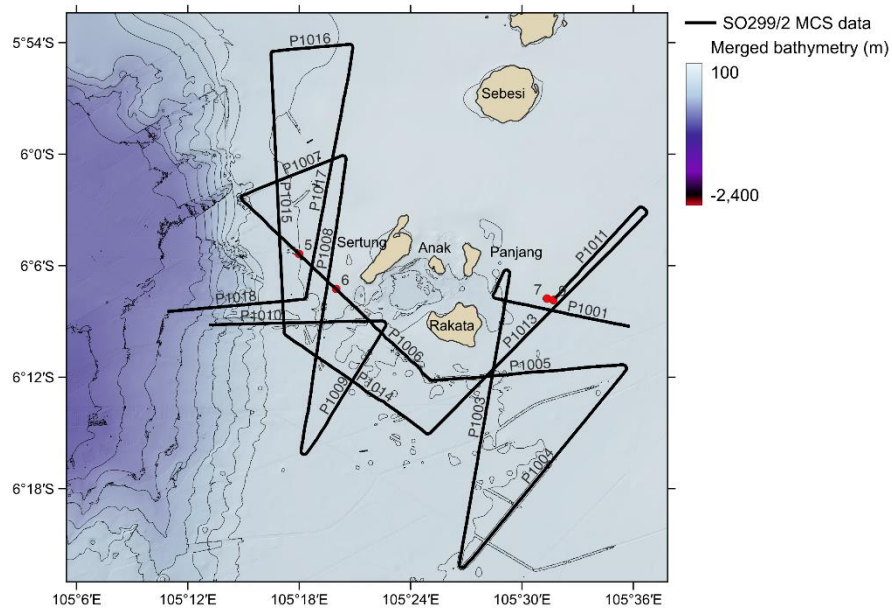 SO299/2 MCS data
Merged bathymetry (m)
100
-2,400
5°54'S
6°0'S
6°6'S
6°12'S
6°18'S
P1016
Sebesi
P1007
P1017
P1015
P1008
Sertung
Anak
Panjang
P1011
5
6
7
P1018
P1010
Rakata
P1001
P1013
P1006
P1005
P1009
P1014
P1003
P1004
105°6'E
105°12'E
105°18'E
105°24'E
105°30'E
105°36'E